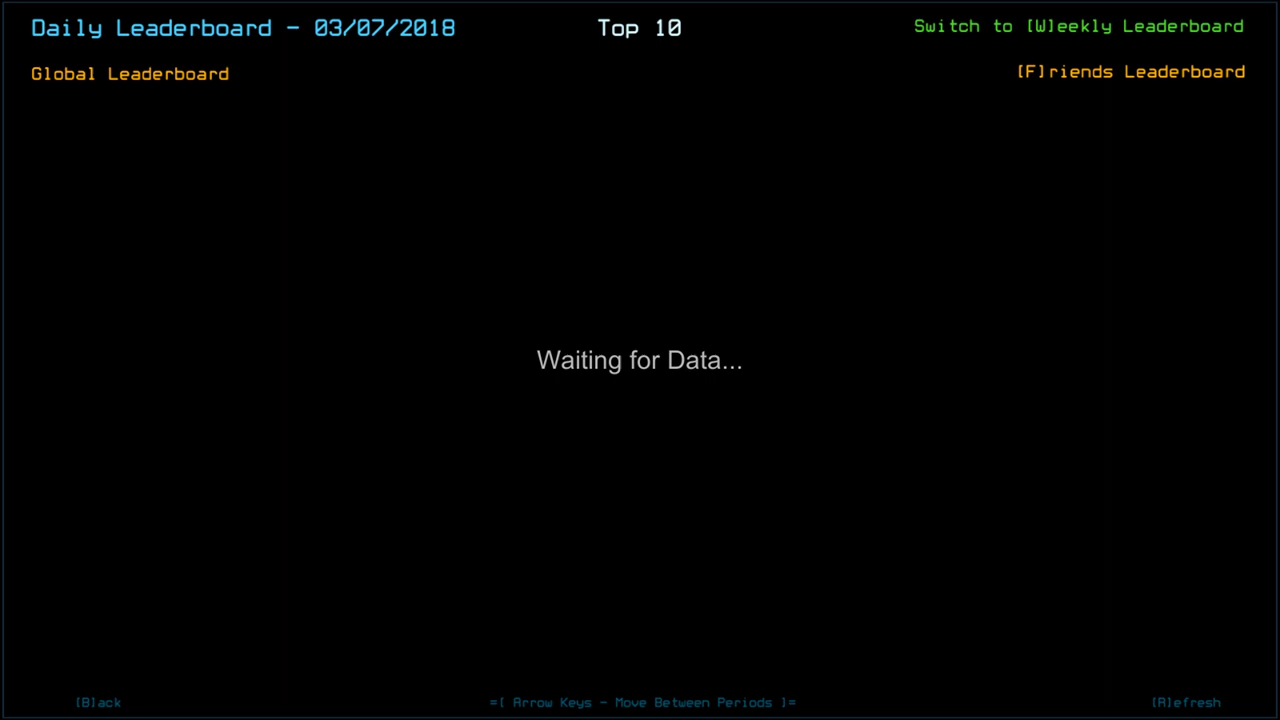 Daily Leaderboard - 03/07/2018
Top 10
Switch to [W]eekly Leaderboard
Global Leaderboard
[F]riends Leaderboard
Waiting for Data...
[B]ack
=[ Arrow Keys - Move Between Periods ]=
[R]efresh